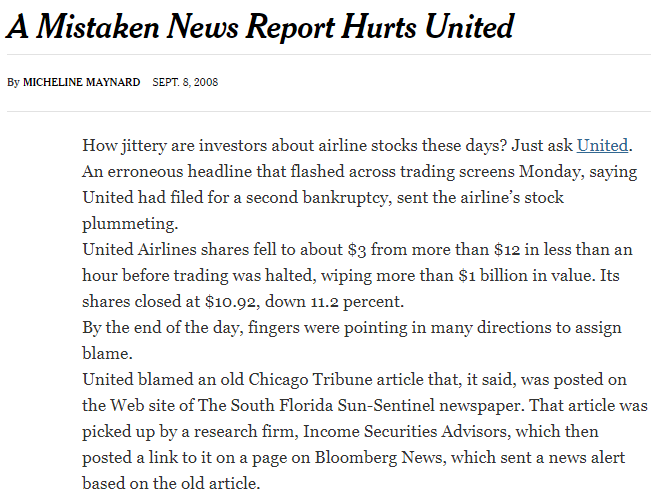 A Mistaken News Report Hurts United
By MICHELINE MAYNARD SEPT. 8, 2008
How jittery are investors about airline stocks these days? Just ask United.
An erroneous headline that flashed across trading screens Monday, saying
United had filed for a second bankruptcy, sent the airline's stock
plummeting.
United Airlines shares fell to about $3 from more than $12 in less than an
hour before trading was halted, wiping more than $1 billion in value. Its
shares closed at $10.92, down 11.2 percent.
By the end of the day, fingers were pointing in many directions to assign
blame.
United blamed an old Chicago Tribune article that, it said, was posted on
the Web site of The South Florida Sun-Sentinel newspaper. That article was
picked up by a research firm, Income Securities Advisors, which then
posted a link to it on a page on Bloomberg News, which sent a news alert
based on the old article.